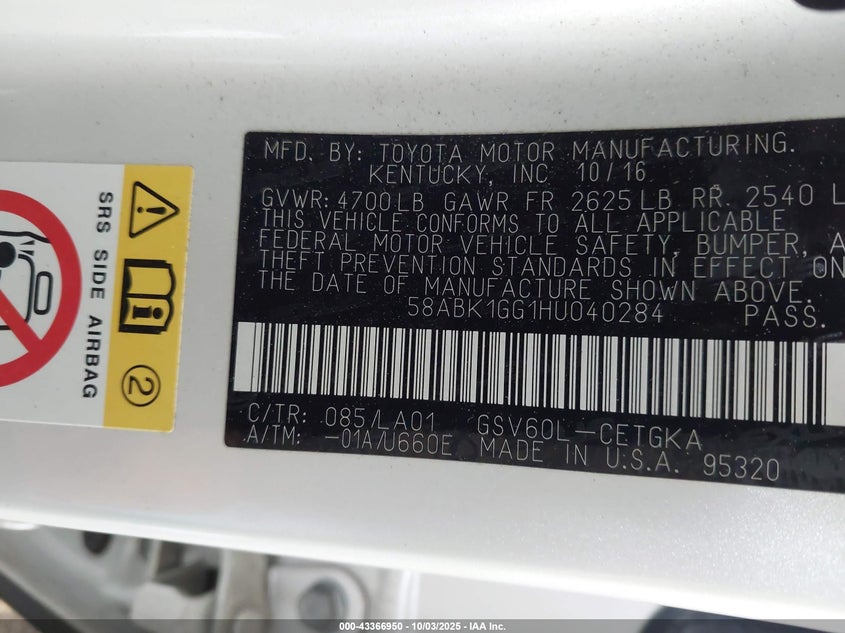 MFD. BY: TOYOTA MOTOR MANUFACTURING.
KENTUCKY, INC 10/16
GVWR: 4700LB GAWR FR 2625LB RR. 2540 L
THIS VEHICLE CONFORMS TO ALL APPLICABLE
FEDERAL MOTOR VEHICLE SAFETY, BUMPER, A
THEFT PREVENTION STANDARDS IN EFFECT ON
THE DATE OF MANUFACTURE SHOWN ABOVE.
58ABK1GG1HU040284 PASS.
C/TR: 085/LA01 GSV60L-CETGKA
A/TM: -01A/U660E MADE IN U.S.A. 95320
SRS SIDE AIRBAG
2
000-43366950 - 10/03/2025 - IAA Inc.